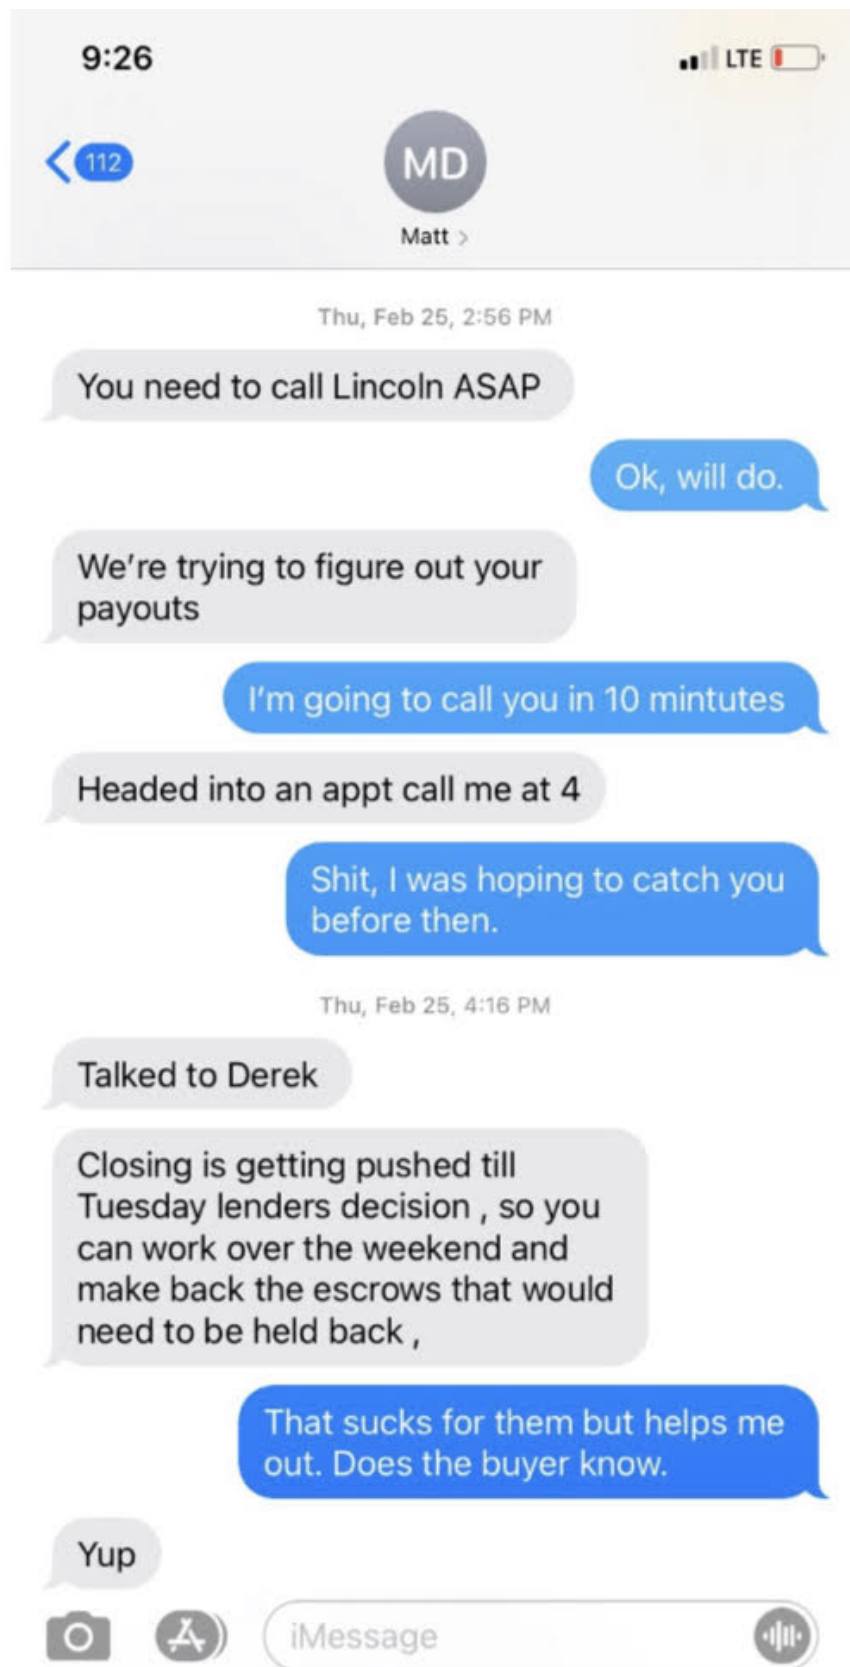 9:26
LTE
112
MD
Matt >
Thu, Feb 25, 2:56 PM
You need to call Lincoln ASAP
Ok, will do.
We're trying to figure out your
payouts
I'm going to call you in 10 mintutes
Headed into an appt call me at 4
Shit, I was hoping to catch you
before then.
Thu, Feb 25, 4:16 PM
Talked to Derek
Closing is getting pushed till
Tuesday lenders decision , so you
can work over the weekend and
make back the escrows that would
need to be held back ,
That sucks for them but helps me
out. Does the buyer know.
Yup
iMessage